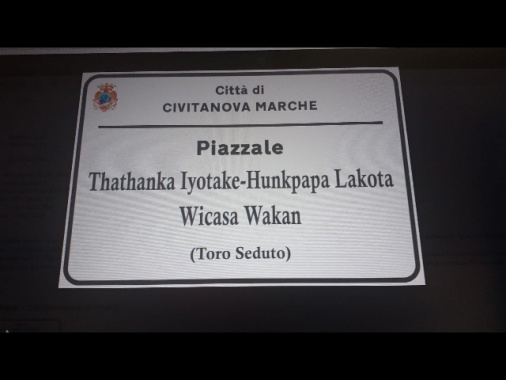 Città di
CIVITANOVA MARCHE
Piazzale
Thathanka Iyotake-Hunkpapa Lakota
Wicasa Wakan
(Toro Seduto)